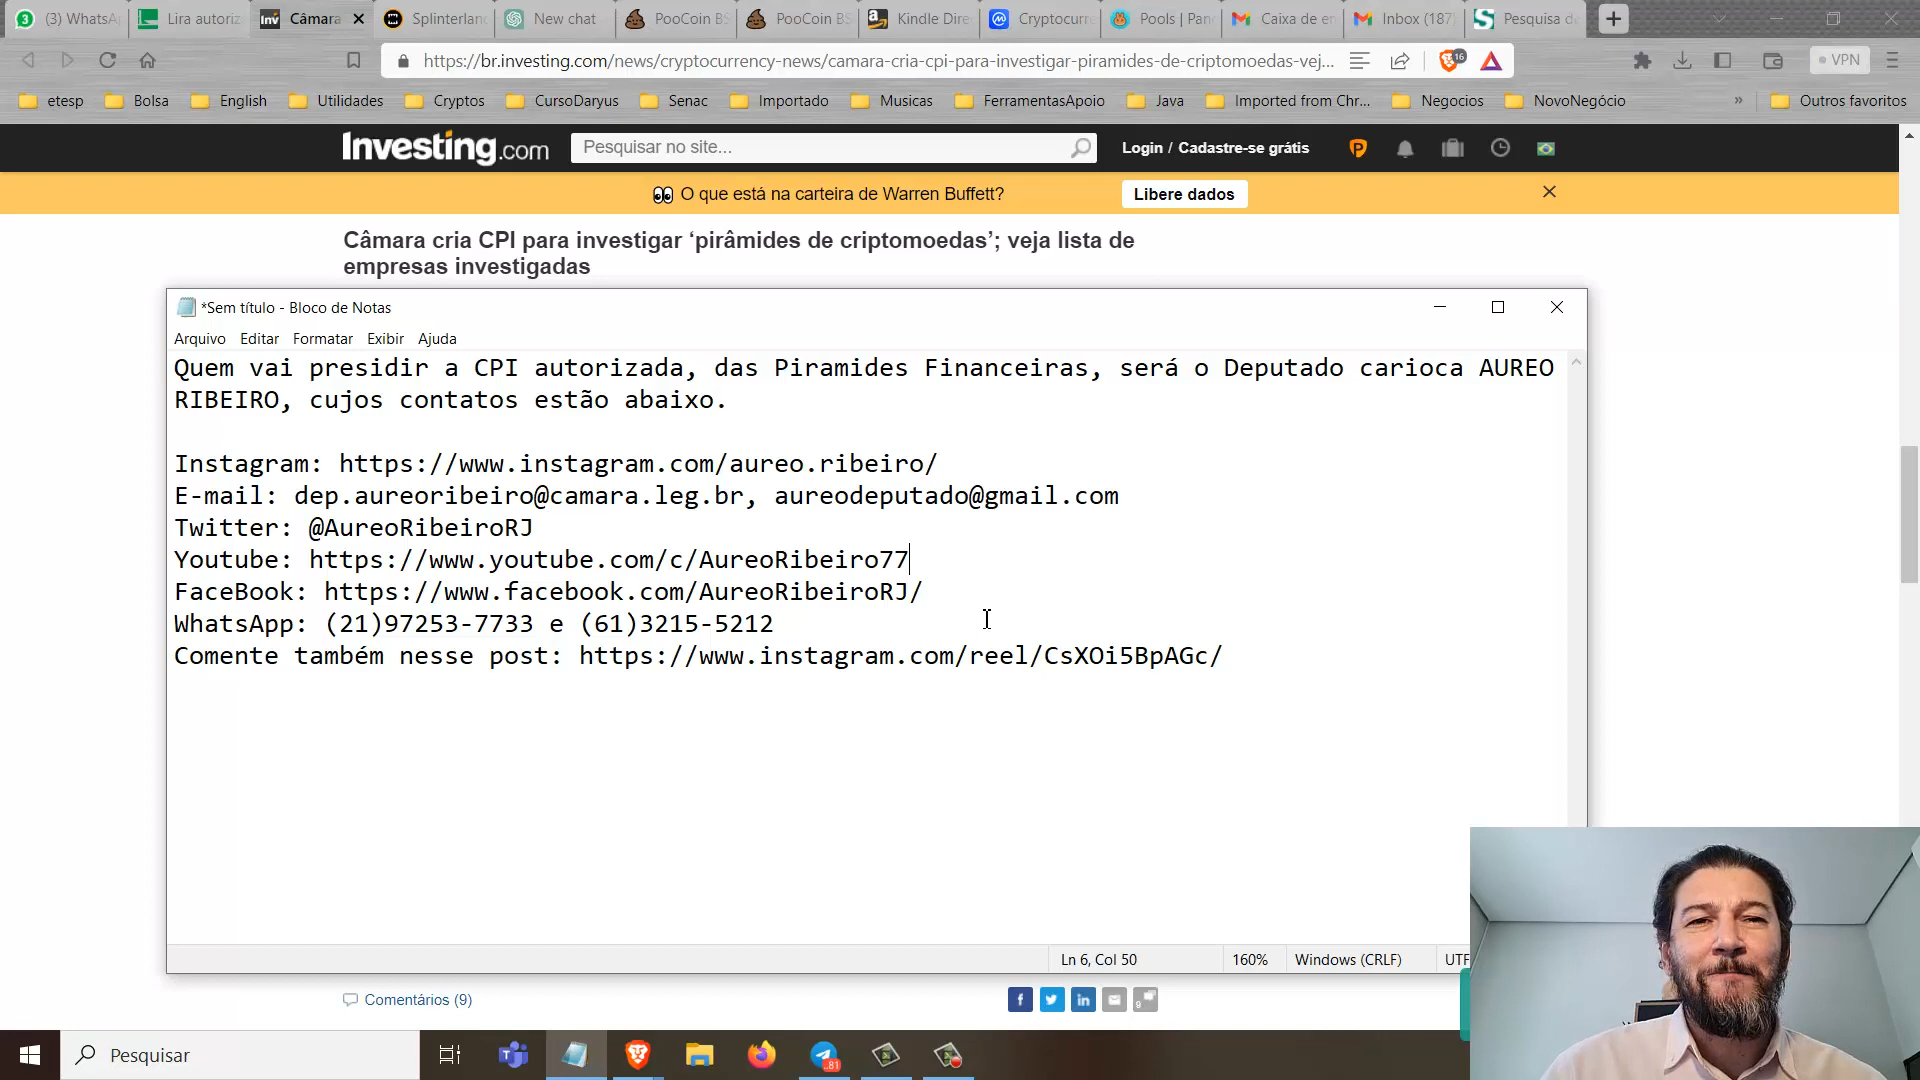 (3) WhatsA
Lira autoriz
Câmara
Splinterlan
New chat
PooCoin BS
PooCoin BS
Kindle Dire
Cryptocurr
Pools | Pan
Caixa de en
Inbox (187
Pesquisa de
https://br.investing.com/news/cryptocurrency-news/camara-cria-cpi-para-investigar-piramides-de-criptomoedas-vej...
16
VPN
etesp
Bolsa
English
Utilidades
Cryptos
CursoDaryus
Senac
Importado
Musicas
FerramentasApoio
Java
Imported from Chr...
Negocios
NovoNegócio
»
Outros favoritos
Investing.com
Pesquisar no site...
Login / Cadastre-se grátis
O que está na carteira de Warren Buffett?
Libere dados
Câmara cria CPI para investigar ‘pirâmides de criptomoedas’; veja lista de
empresas investigadas
*Sem título - Bloco de Notas
Arquivo Editar Formatar Exibir Ajuda
Quem vai presidir a CPI autorizada, das Piramides Financeiras, será o Deputado carioca AUREO
RIBEIRO, cujos contatos estão abaixo.
Instagram: https://www.instagram.com/aureo.ribeiro/
E-mail: dep.aureoribeiro@camara.leg.br, aureodeputado@gmail.com
Twitter: @AureoRibeiroRJ
Youtube: https://www.youtube.com/c/AureoRibeiro77
FaceBook: https://www.facebook.com/AureoRibeiroRJ/
WhatsApp: (21)97253-7733 e (61)3215-5212
Comente também nesse post: https://www.instagram.com/reel/CsXOi5BpAGc/
Ln 6, Col 50
160%
Windows (CRLF)
UTF
Comentários (9)
9
Pesquisar
81